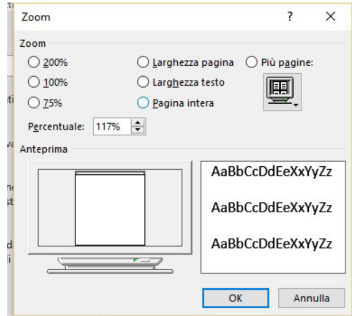 Zoom ? ×
Zoom
200% Larghezza pagina Più pagine:
100% Larghezza testo
75% Pagina intera
Percentuale: 117%
Anteprima
AaBbCcDdEeXxYyZz
AaBbCcDdEeXxYyZz
AaBbCcDdEeXxYyZz
OK Annulla